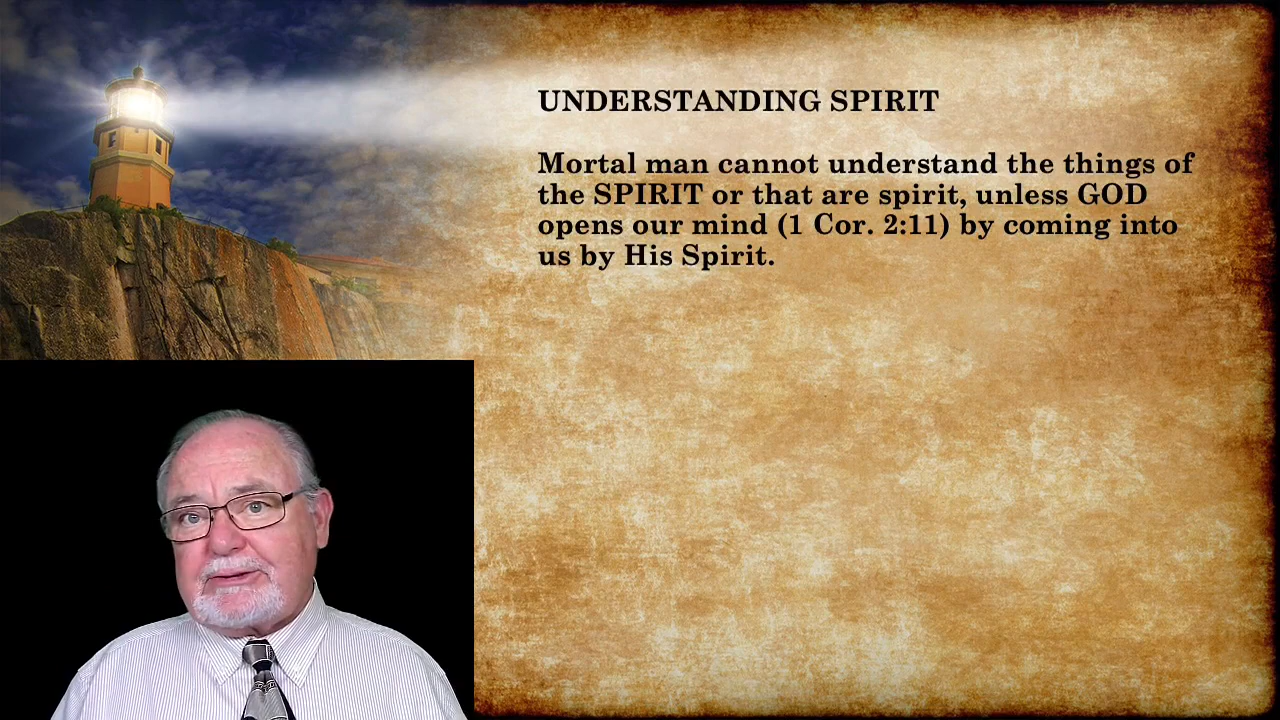 UNDERSTANDING SPIRIT
Mortal man cannot understand the things of
the SPIRIT or that are spirit, unless GOD
opens our mind (1 Cor. 2:11) by coming into
us by His Spirit.